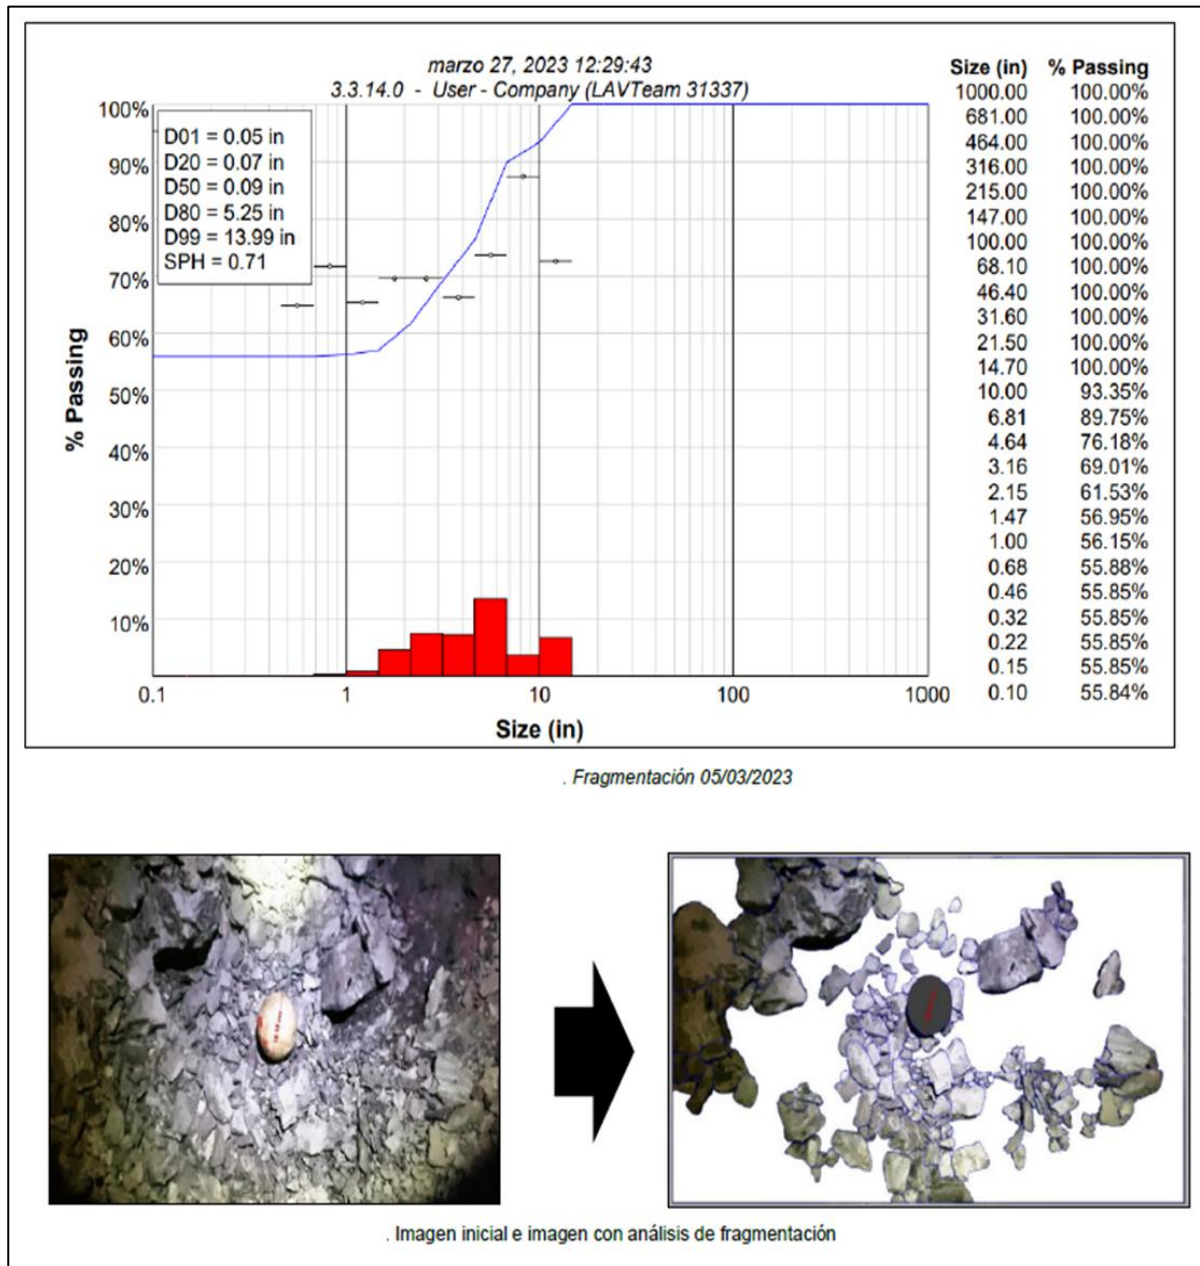 marzo 27, 2023 12:29:43
3.3.14.0 - User - Company (LAVTeam 31337)
D01 = 0.05 in
D20 = 0.07 in
D50 = 0.09 in
D80 = 5.25 in
D99 = 13.99 in
SPH = 0.71
100%
90%
80%
70%
60%
50%
40%
30%
20%
10%
% Passing
0.1 1 10 100 1000
Size (in)
Size (in) % Passing
1000.00 100.00%
681.00 100.00%
464.00 100.00%
316.00 100.00%
215.00 100.00%
147.00 100.00%
100.00 100.00%
68.10 100.00%
46.40 100.00%
31.60 100.00%
21.50 100.00%
14.70 100.00%
10.00 93.35%
6.81 89.75%
4.64 76.18%
3.16 69.01%
2.15 61.53%
1.47 56.95%
1.00 56.15%
0.68 55.88%
0.46 55.85%
0.32 55.85%
0.22 55.85%
0.15 55.85%
0.10 55.84%
. Fragmentación 05/03/2023
. Imagen inicial e imagen con análisis de fragmentación